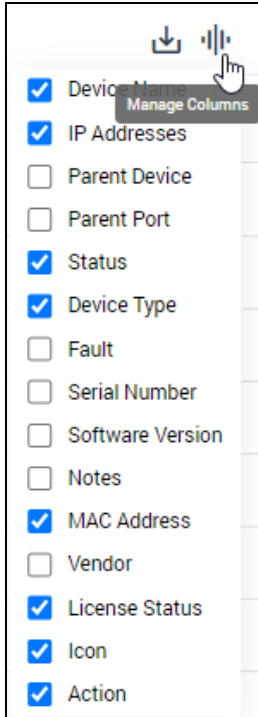 Device Name
Manage Columns
IP Addresses
Parent Device
Parent Port
Status
Device Type
Fault
Serial Number
Software Version
Notes
MAC Address
Vendor
License Status
Icon
Action